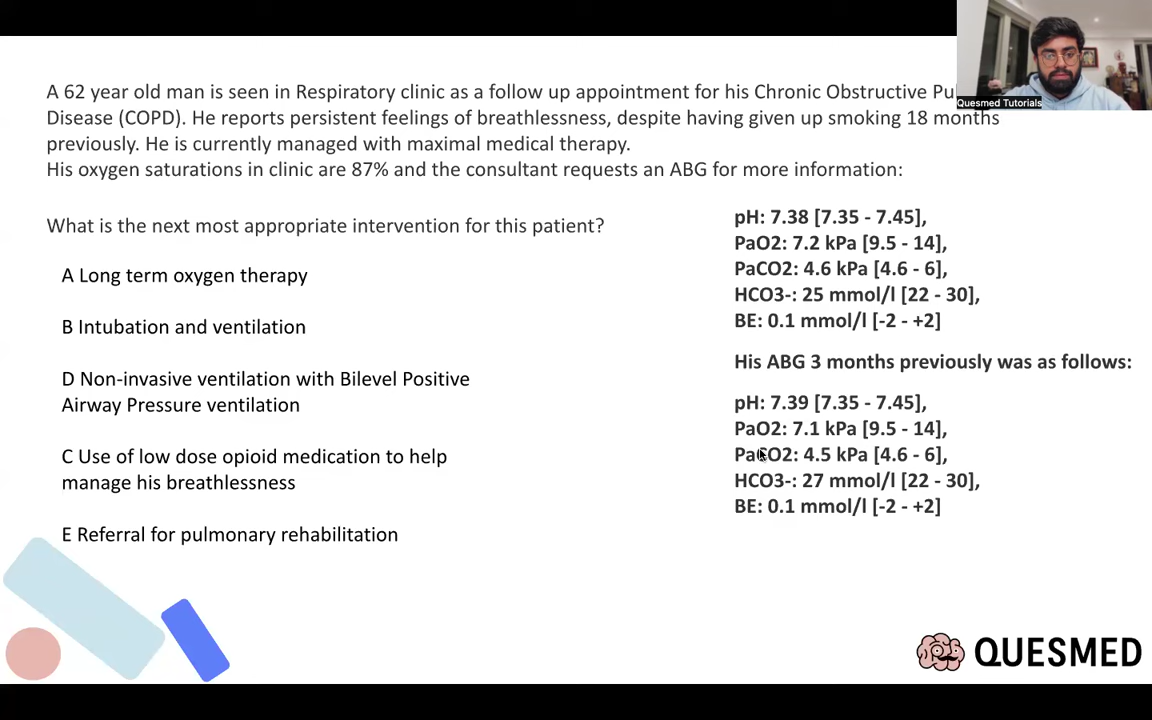 A 62 year old man is seen in Respiratory clinic as a follow up appointment for his Chronic Obstructive Pu
Disease (COPD). He reports persistent feelings of breathlessness, despite having given up smoking 18 months
previously. He is currently managed with maximal medical therapy.
His oxygen saturations in clinic are 87% and the consultant requests an ABG for more information:
What is the next most appropriate intervention for this patient?
A Long term oxygen therapy
B Intubation and ventilation
D Non-invasive ventilation with Bilevel Positive
Airway Pressure ventilation
C Use of low dose opioid medication to help
manage his breathlessness
E Referral for pulmonary rehabilitation
pH: 7.38 [7.35 - 7.45],
PaO2: 7.2 kPa [9.5 - 14],
PaCO2: 4.6 kPa [4.6 - 6],
HCO3-: 25 mmol/l [22 - 30],
BE: 0.1 mmol/l [-2 - +2]
His ABG 3 months previously was as follows:
pH: 7.39 [7.35 - 7.45],
PaO2: 7.1 kPa [9.5 - 14],
PaCO2: 4.5 kPa [4.6 - 6],
HCO3-: 27 mmol/l [22 - 30],
BE: 0.1 mmol/l [-2 - +2]
Quesmed Tutorials
QUESMED